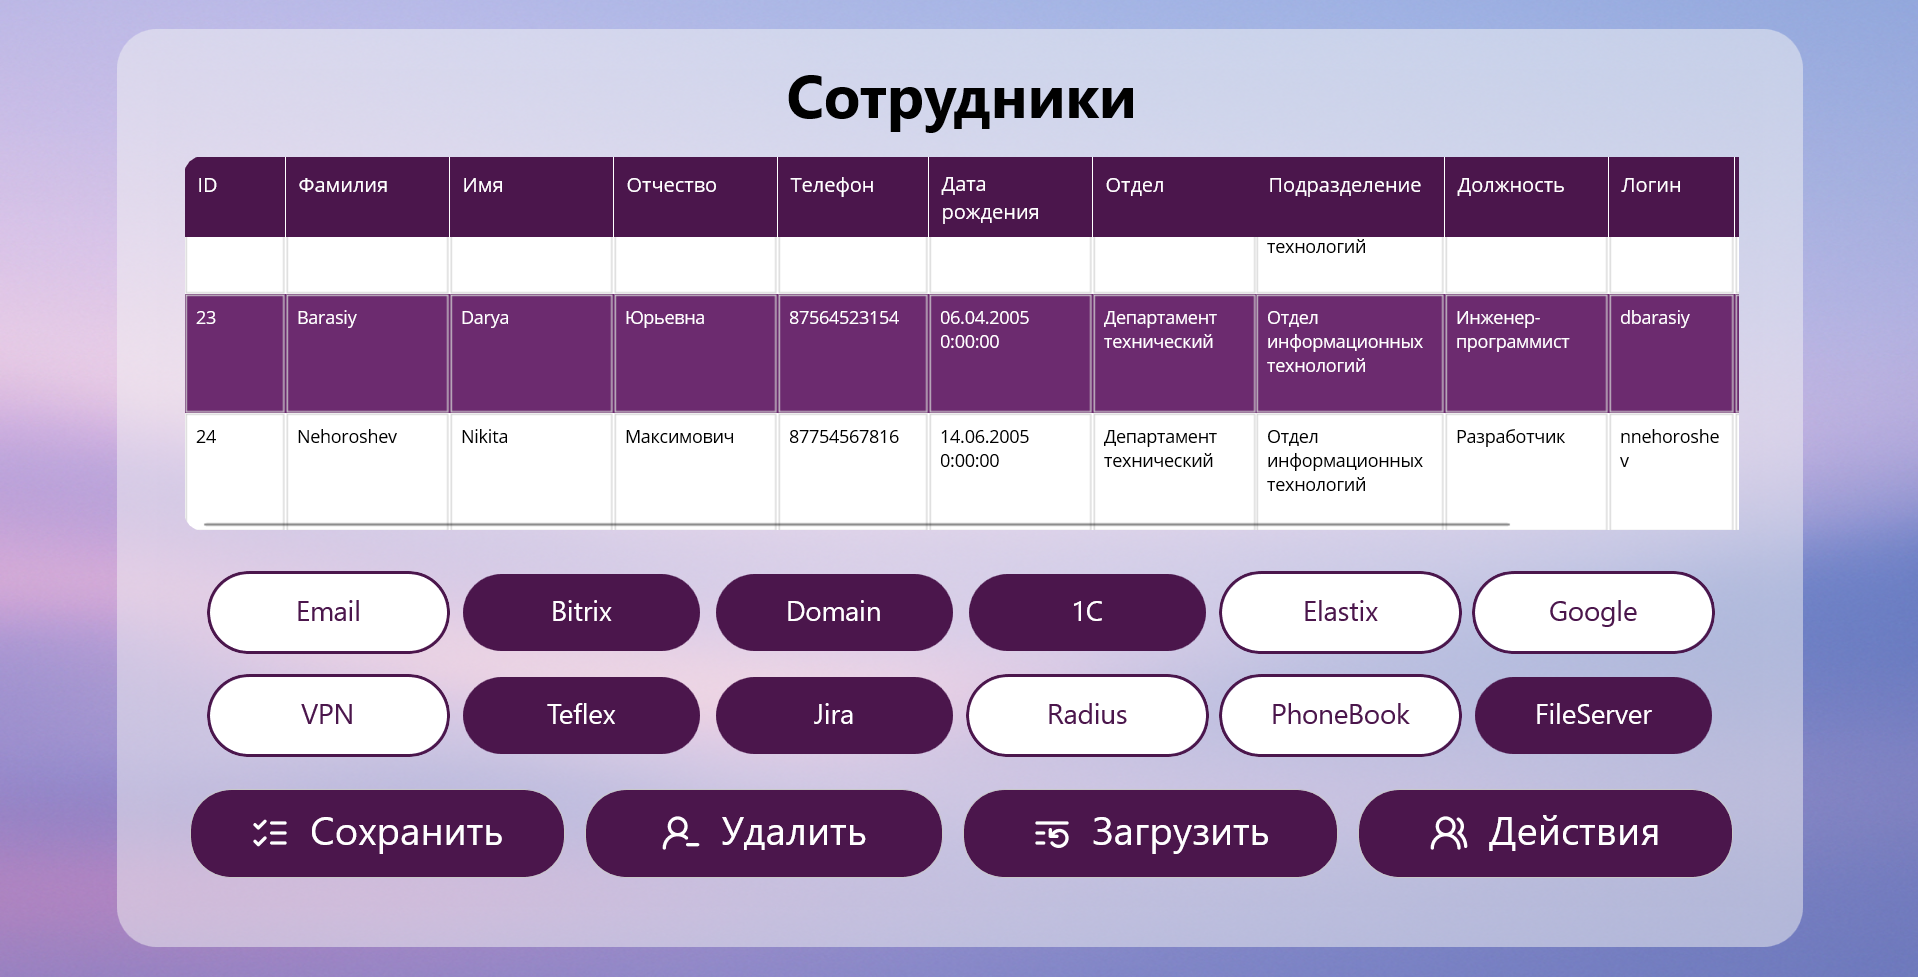 Сотрудники
ID Фамилия Имя Отчество Телефон Дата рождения Отдел Подразделение Должность Логин
технологий
23 Barasiy Darya Юрьевна 87564523154 06.04.2005 0:00:00 Департамент технический Отдел информационных технологий Инженер-программист dbarasiy
24 Nehoroshev Nikita Максимович 87754567816 14.06.2005 0:00:00 Департамент технический Отдел информационных технологий Разработчик nnehoroshev
Email Bitrix Domain 1C Elastix Google
VPN Teflex Jira Radius PhoneBook FileServer
Сохранить Удалить Загрузить Действия